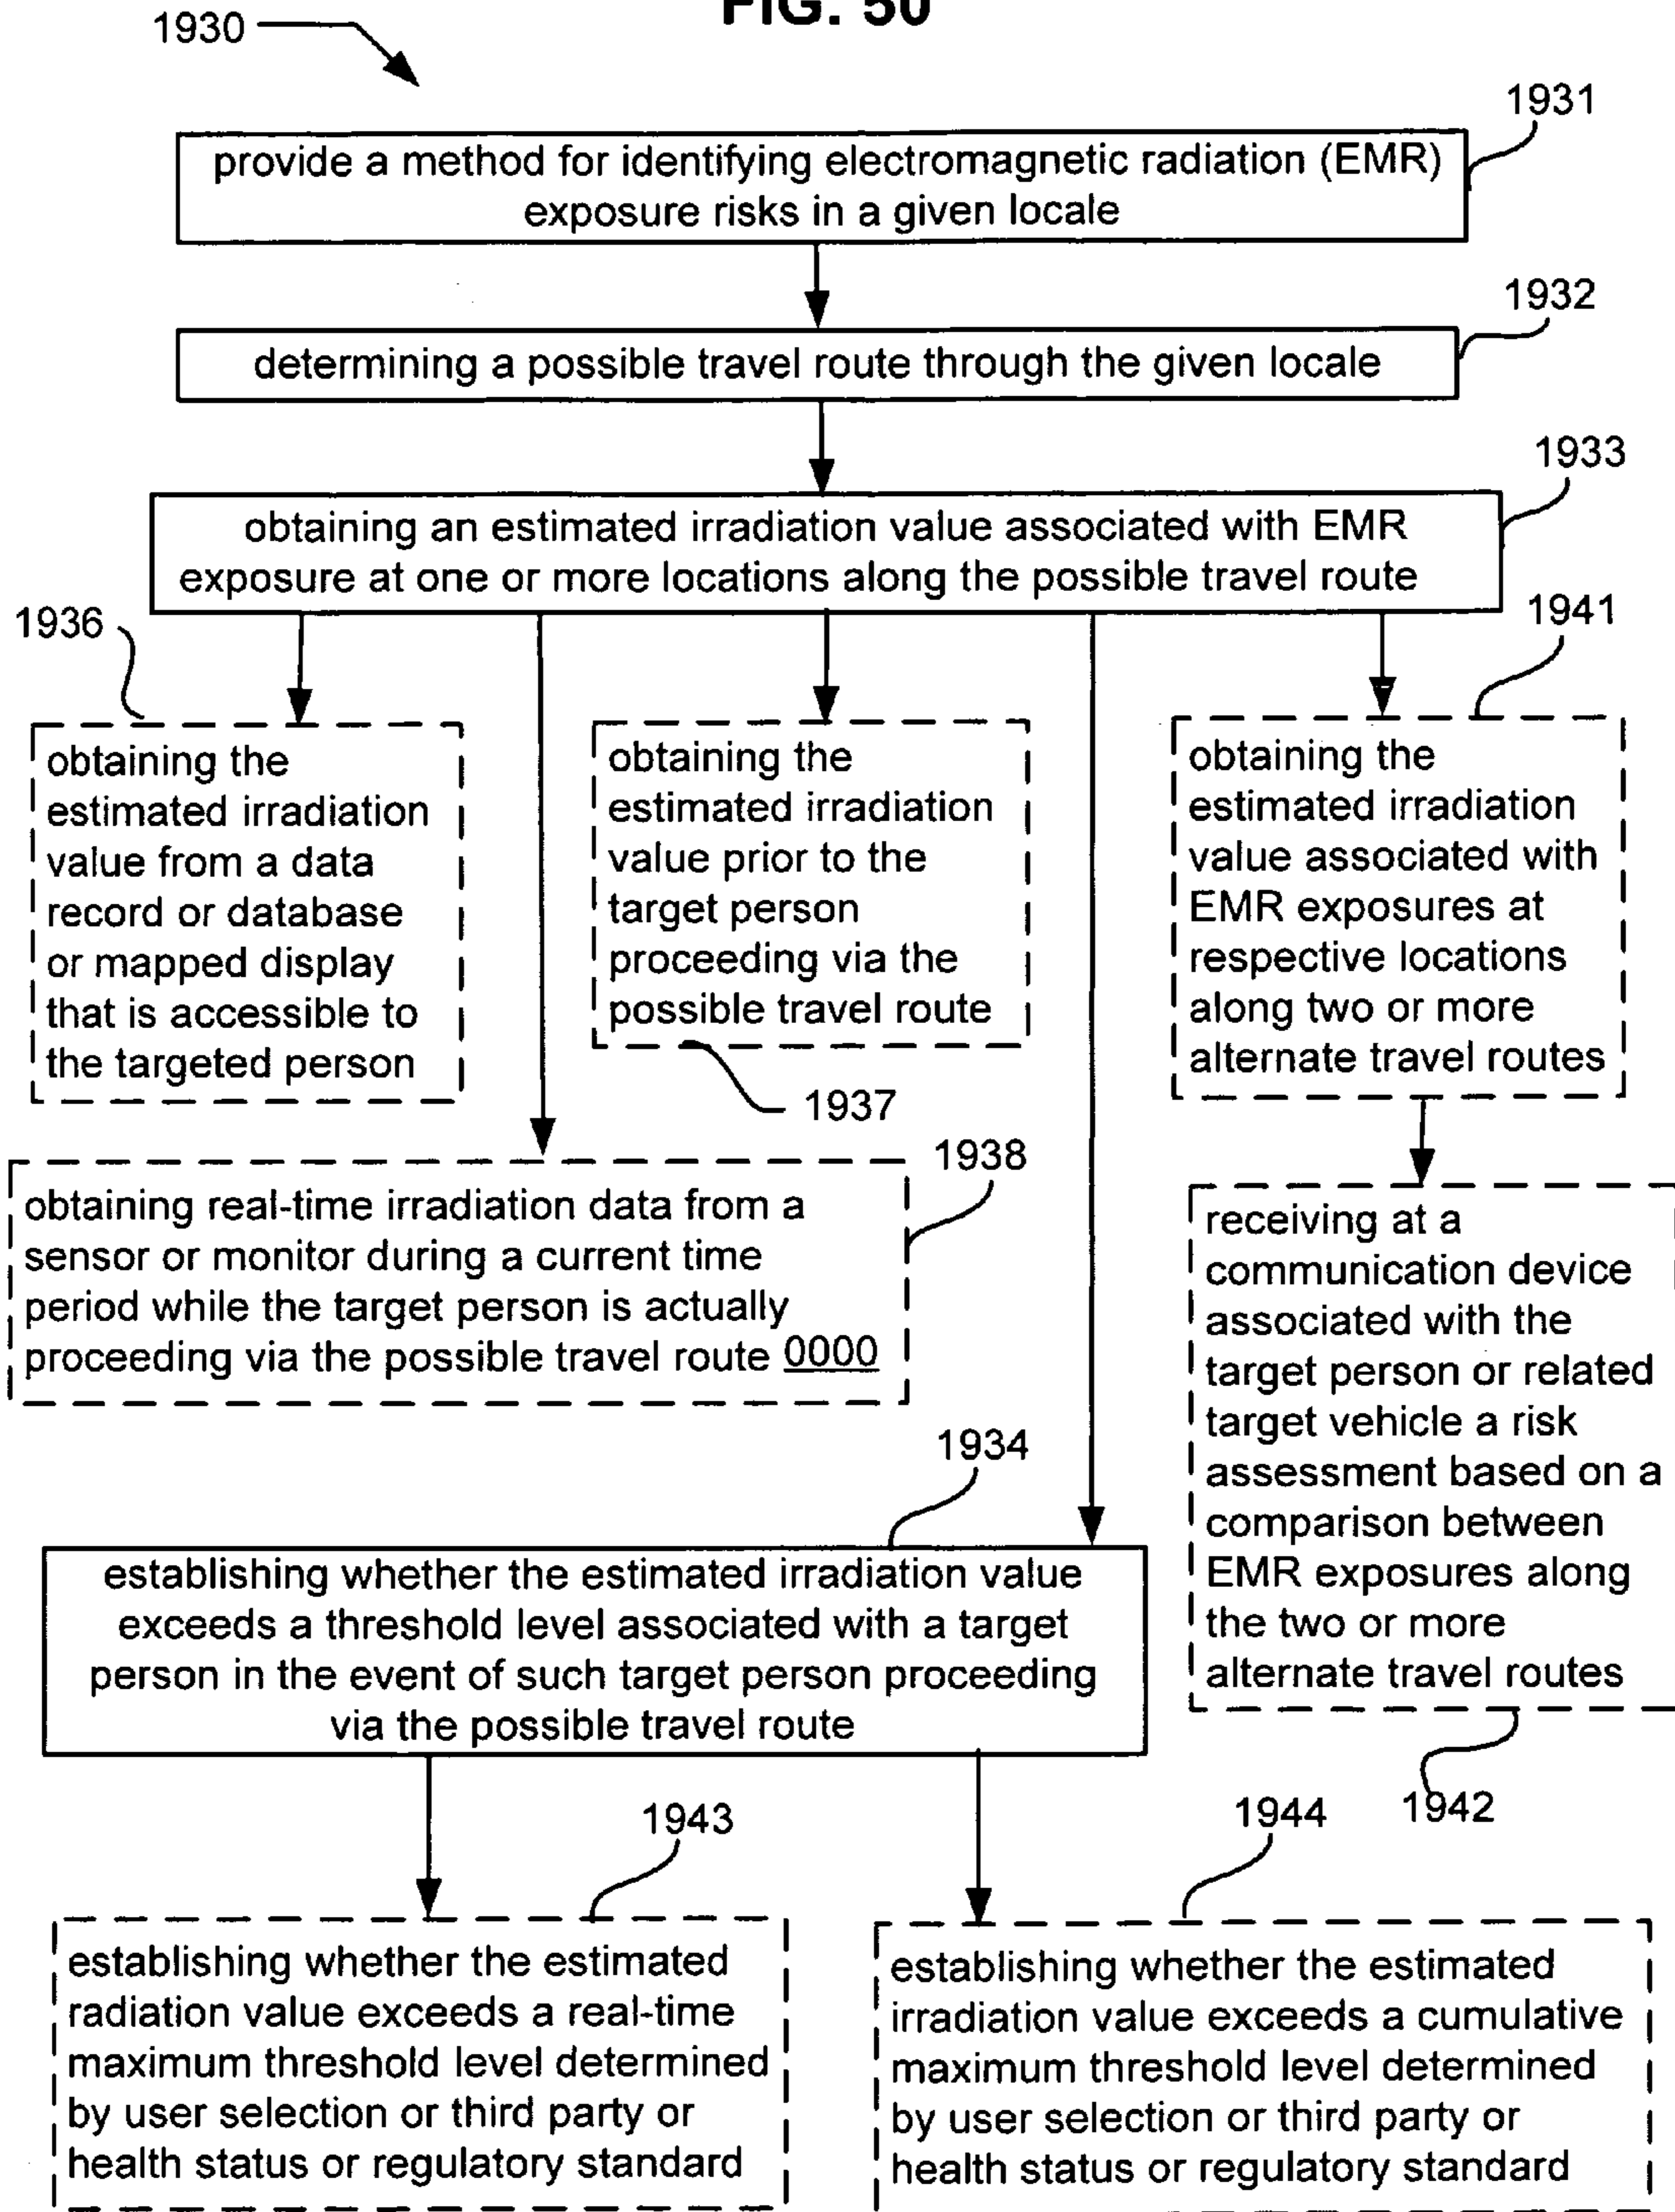 FIG. 50
1930
1931
provide a method for identifying electromagnetic radiation (EMR)
exposure risks in a given locale
1932
determining a possible travel route through the given locale
1933
obtaining an estimated irradiation value associated with EMR
exposure at one or more locations along the possible travel route
1936
obtaining the
estimated irradiation
value from a data
record or database
or mapped display
that is accessible to
the targeted person
obtaining the
estimated irradiation
value prior to the
target person
proceeding via the
possible travel route
1937
1941
obtaining the
estimated irradiation
value associated with
EMR exposures at
respective locations
along two or more
alternate travel routes
1938
obtaining real-time irradiation data from a
sensor or monitor during a current time
period while the target person is actually
proceeding via the possible travel route 0000
receiving at a
communication device
associated with the
target person or related
target vehicle a risk
assessment based on a
comparison between
EMR exposures along
the two or more
alternate travel routes
1942
1934
establishing whether the estimated irradiation value
exceeds a threshold level associated with a target
person in the event of such target person proceeding
via the possible travel route
1943
establishing whether the estimated
radiation value exceeds a real-time
maximum threshold level determined
by user selection or third party or
health status or regulatory standard
1944
establishing whether the estimated
irradiation value exceeds a cumulative
maximum threshold level determined
by user selection or third party or
health status or regulatory standard